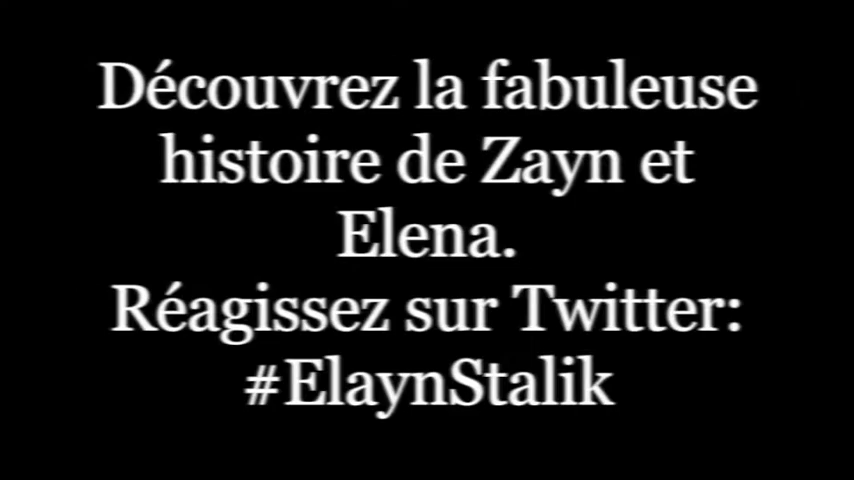 Découvrez la fabuleuse
histoire de Zayn et
Elena.
Réagissez sur Twitter:
#ElaynStalik